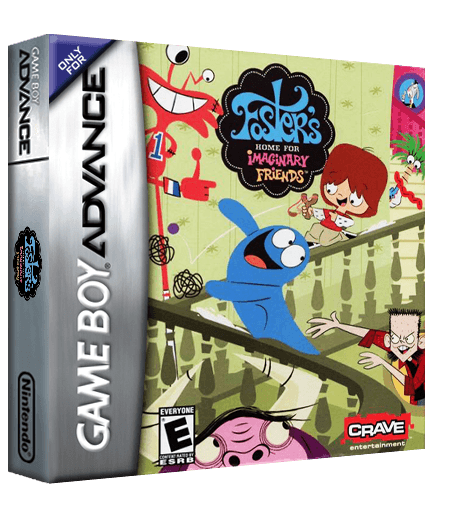 GAME BOY
ADVANCE
Nintendo®
GAME BOY ADVANCE
ONLY
FOR
Foster's
HOME FOR
IMAGINARY
FRIENDS™
1
EVERYONE
E
CONTENT RATED BY
ESRB
CRAVE
entertainment